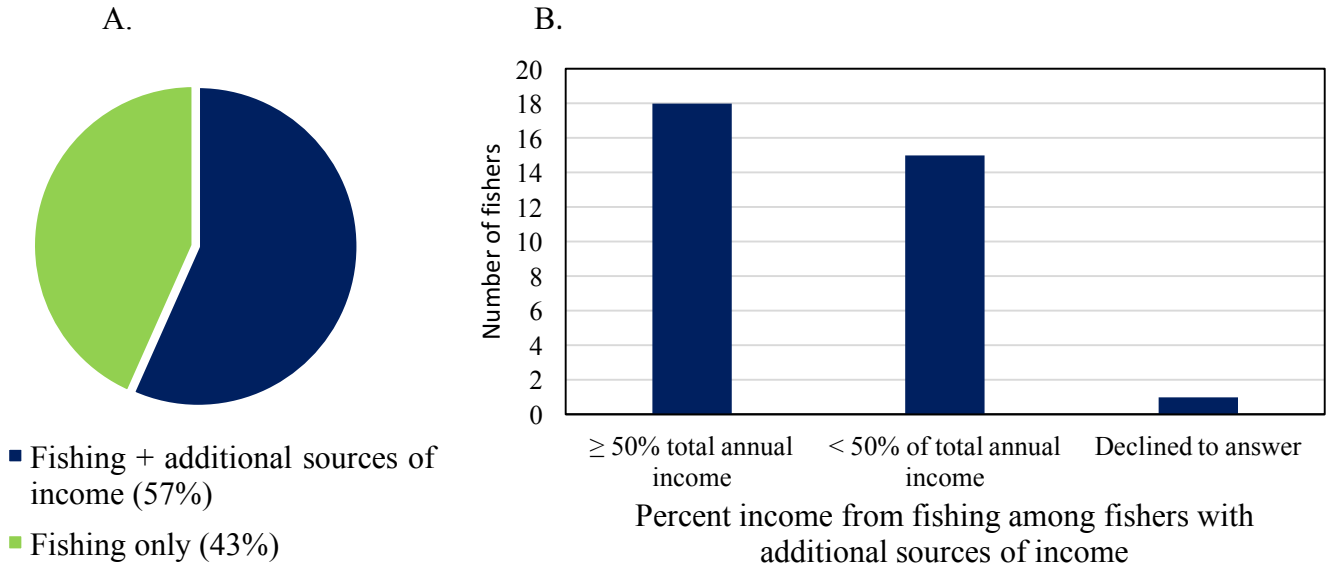 A.
Fishing + additional sources of
income (57%)
Fishing only (43%)
B.
Number of fishers
20
18
16
14
12
10
8
6
4
2
0
≥ 50% total annual
income
< 50% of total annual
income
Declined to answer
Percent income from fishing among fishers with
additional sources of income